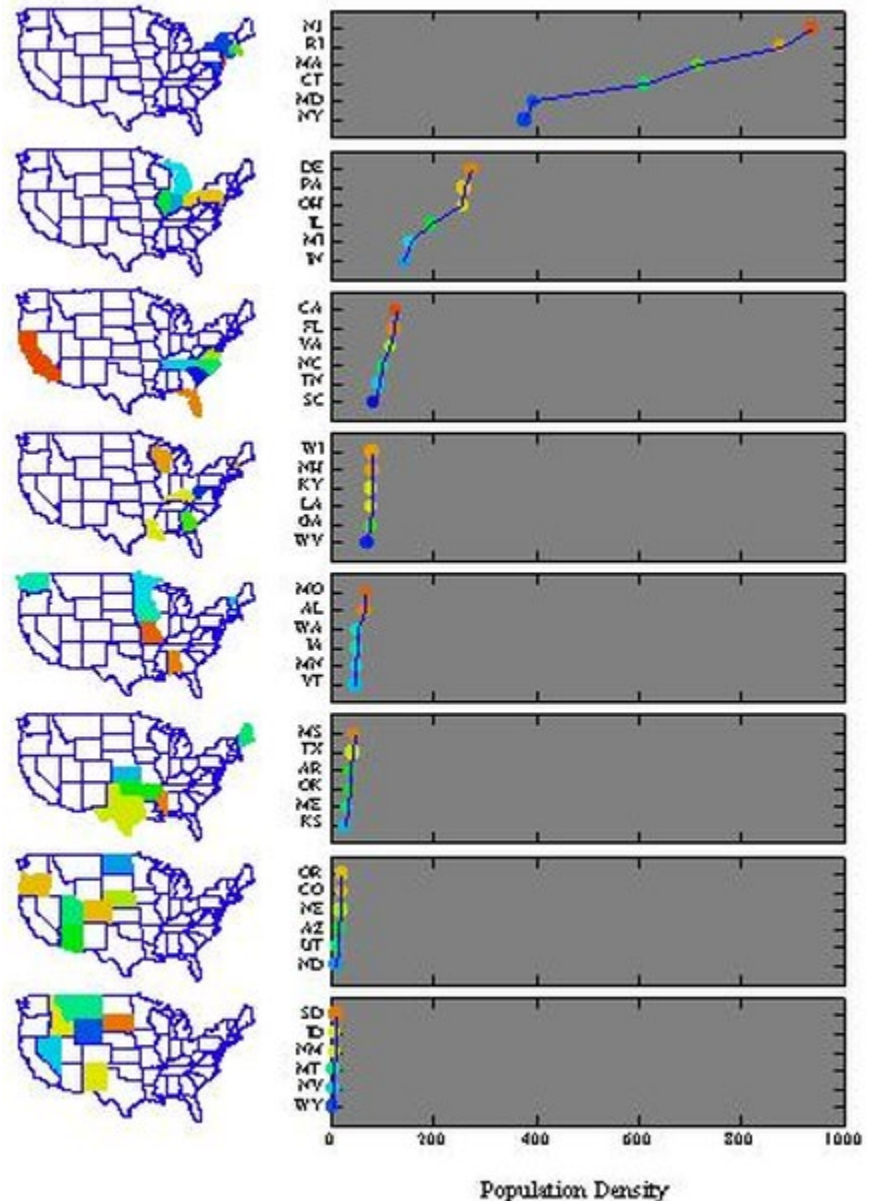 NJ
RI
MA
CT
MD
NY
DE
PA
OH
IL
MI
IN
CA
FL
VA
NC
TN
SC
WI
NH
KY
LA
GA
WV
MO
AL
WA
IA
MN
VT
MS
TX
AR
OK
ME
KS
OR
CO
NE
AZ
UT
ND
SD
ID
NM
MT
NV
WY
0 200 400 600 800 1000
Population Density